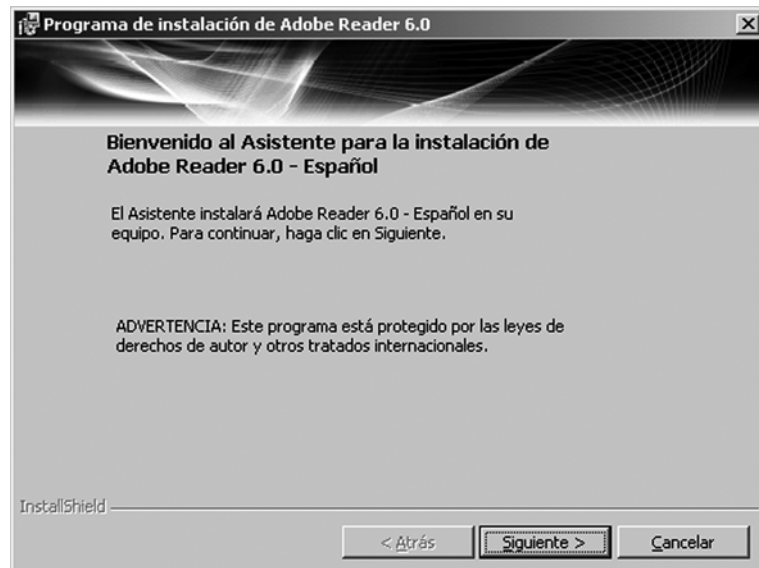 Programa de instalación de Adobe Reader 6.0
Bienvenido al Asistente para la instalación de
Adobe Reader 6.0 - Español
El Asistente instalará Adobe Reader 6.0 - Español en su
equipo. Para continuar, haga clic en Siguiente.
ADVERTENCIA: Este programa está protegido por las leyes de
derechos de autor y otros tratados internacionales.
InstallShield
< Atrás
Siguiente >
Cancelar